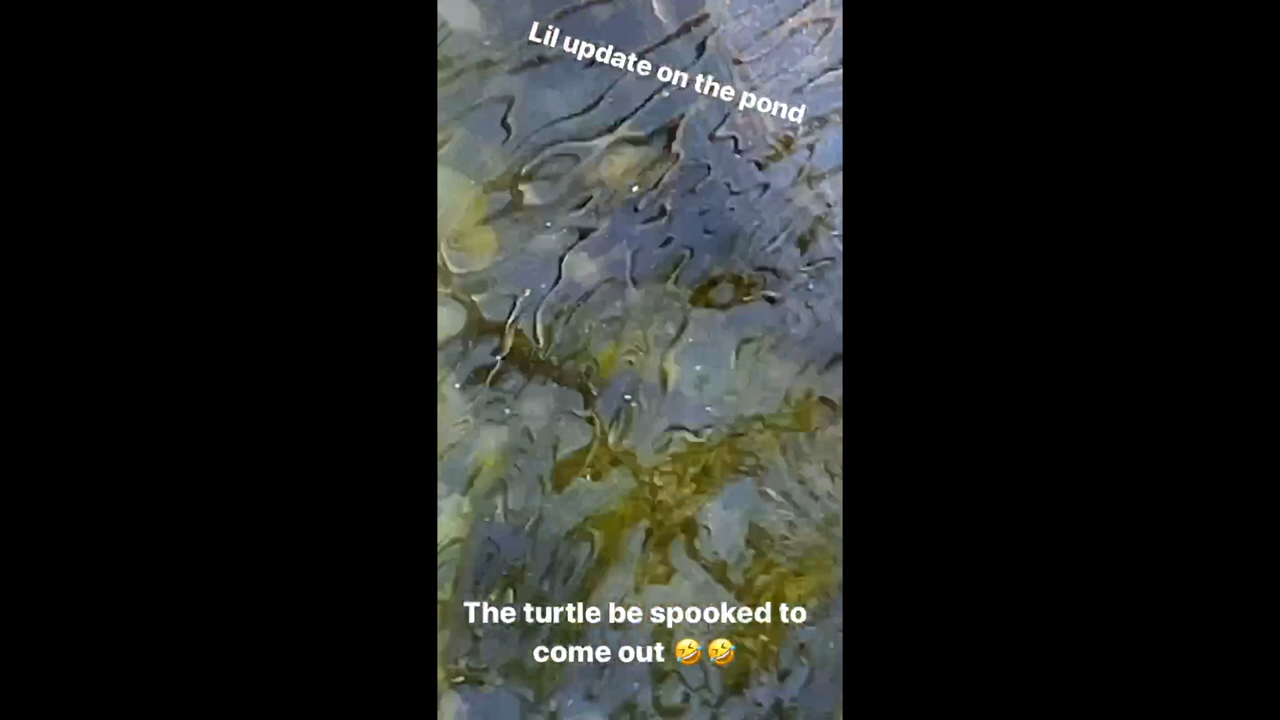 Lil update on the pond
The turtle be spooked to
come out 🤣🤣